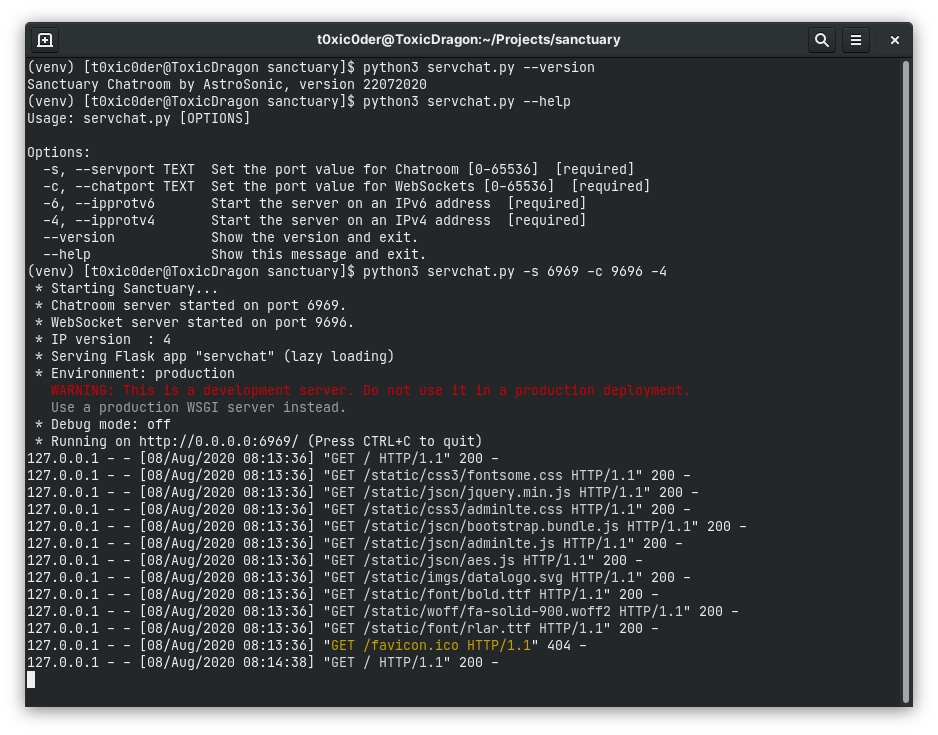 t0xic0der@ToxicDragon:~/Projects/sanctuary
(venv) [t0xic0der@ToxicDragon sanctuary]$ python3 servchat.py --version
Sanctuary Chatroom by AstroSonic, version 22072020
(venv) [t0xic0der@ToxicDragon sanctuary]$ python3 servchat.py --help
Usage: servchat.py [OPTIONS]

Options:
  -s, --servport TEXT  Set the port value for Chatroom [0-65536]  [required]
  -c, --chatport TEXT  Set the port value for WebSockets [0-65536]  [required]
  -6, --ipprotv6       Start the server on an IPv6 address  [required]
  -4, --ipprotv4       Start the server on an IPv4 address  [required]
  --version            Show the version and exit.
  --help               Show this message and exit.
(venv) [t0xic0der@ToxicDragon sanctuary]$ python3 servchat.py -s 6969 -c 9696 -4
 * Starting Sanctuary...
 * Chatroom server started on port 6969.
 * WebSocket server started on port 9696.
 * IP version  : 4
 * Serving Flask app "servchat" (lazy loading)
 * Environment: production
   WARNING: This is a development server. Do not use it in a production deployment.
   Use a production WSGI server instead.
 * Debug mode: off
 * Running on http://0.0.0.0:6969/ (Press CTRL+C to quit)
127.0.0.1 - - [08/Aug/2020 08:13:36] "GET / HTTP/1.1" 200 -
127.0.0.1 - - [08/Aug/2020 08:13:36] "GET /static/css3/fontsome.css HTTP/1.1" 200 -
127.0.0.1 - - [08/Aug/2020 08:13:36] "GET /static/jscn/jquery.min.js HTTP/1.1" 200 -
127.0.0.1 - - [08/Aug/2020 08:13:36] "GET /static/css3/adminlte.css HTTP/1.1" 200 -
127.0.0.1 - - [08/Aug/2020 08:13:36] "GET /static/jscn/bootstrap.bundle.js HTTP/1.1" 200 -
127.0.0.1 - - [08/Aug/2020 08:13:36] "GET /static/jscn/adminlte.js HTTP/1.1" 200 -
127.0.0.1 - - [08/Aug/2020 08:13:36] "GET /static/jscn/aes.js HTTP/1.1" 200 -
127.0.0.1 - - [08/Aug/2020 08:13:36] "GET /static/imgs/datalogo.svg HTTP/1.1" 200 -
127.0.0.1 - - [08/Aug/2020 08:13:36] "GET /static/font/bold.ttf HTTP/1.1" 200 -
127.0.0.1 - - [08/Aug/2020 08:13:36] "GET /static/woff/fa-solid-900.woff2 HTTP/1.1" 200 -
127.0.0.1 - - [08/Aug/2020 08:13:36] "GET /static/font/rlar.ttf HTTP/1.1" 200 -
127.0.0.1 - - [08/Aug/2020 08:13:36] "GET /favicon.ico HTTP/1.1" 404 -
127.0.0.1 - - [08/Aug/2020 08:14:38] "GET / HTTP/1.1" 200 -